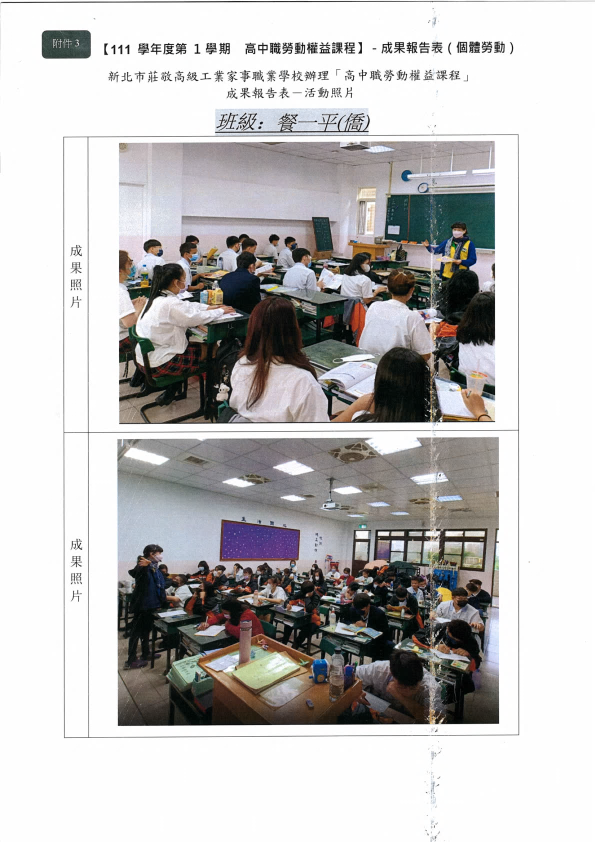 附件 3
【111 學年度第 1 學期　高中職勞動權益課程】－成果報告表（個體勞動）
新北市莊敬高級工業家事職業學校辦理「高中職勞動權益課程」
成果報告表－活動照片
班級：餐一平(僑)
成果照片
成果照片